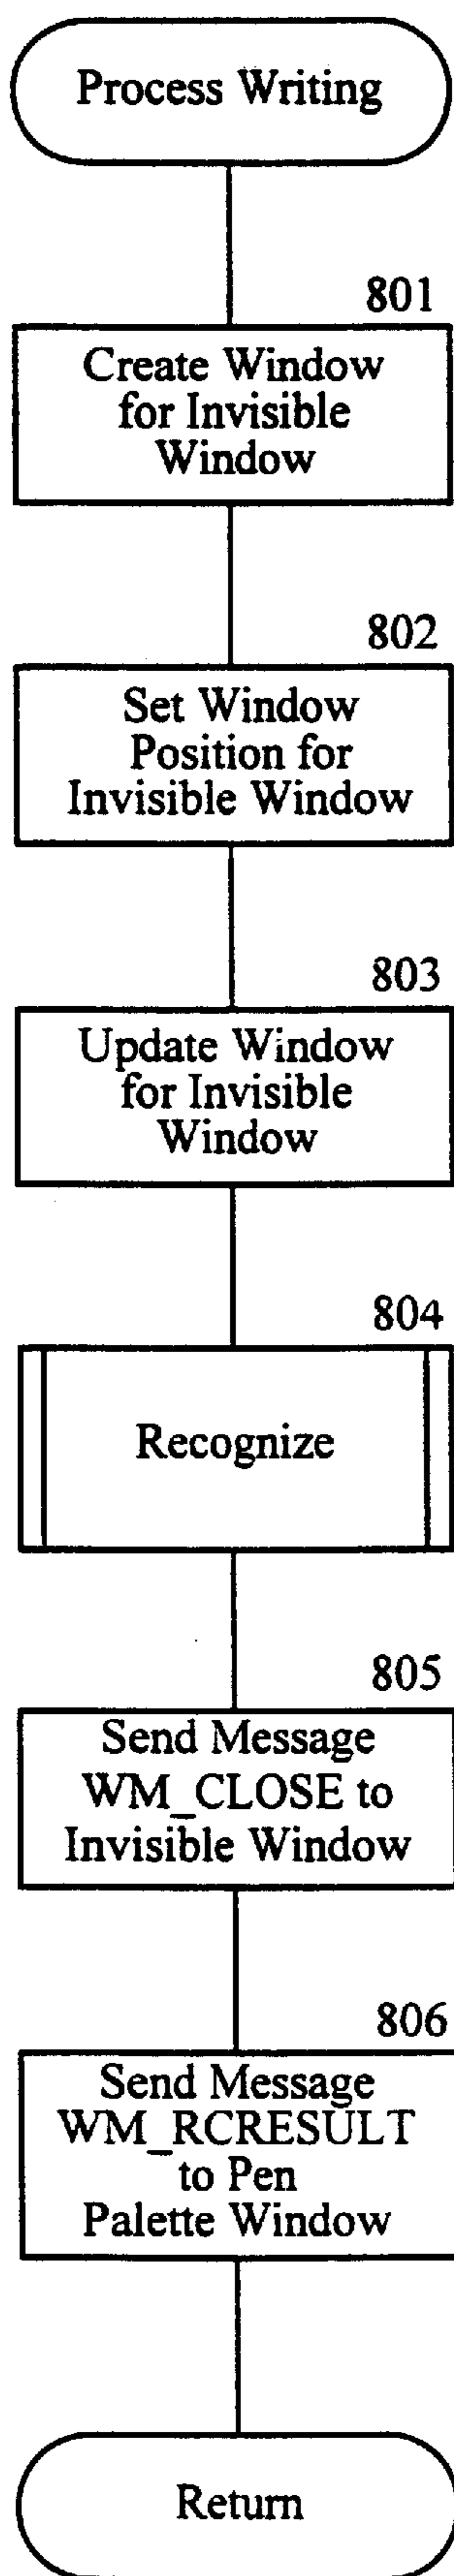 Process Writing
801
Create Window
for Invisible
Window
802
Set Window
Position for
Invisible Window
803
Update Window
for Invisible
Window
804
Recognize
805
Send Message
WM_CLOSE to
Invisible Window
806
Send Message
WM_RCRESULT
to Pen
Palette Window
Return